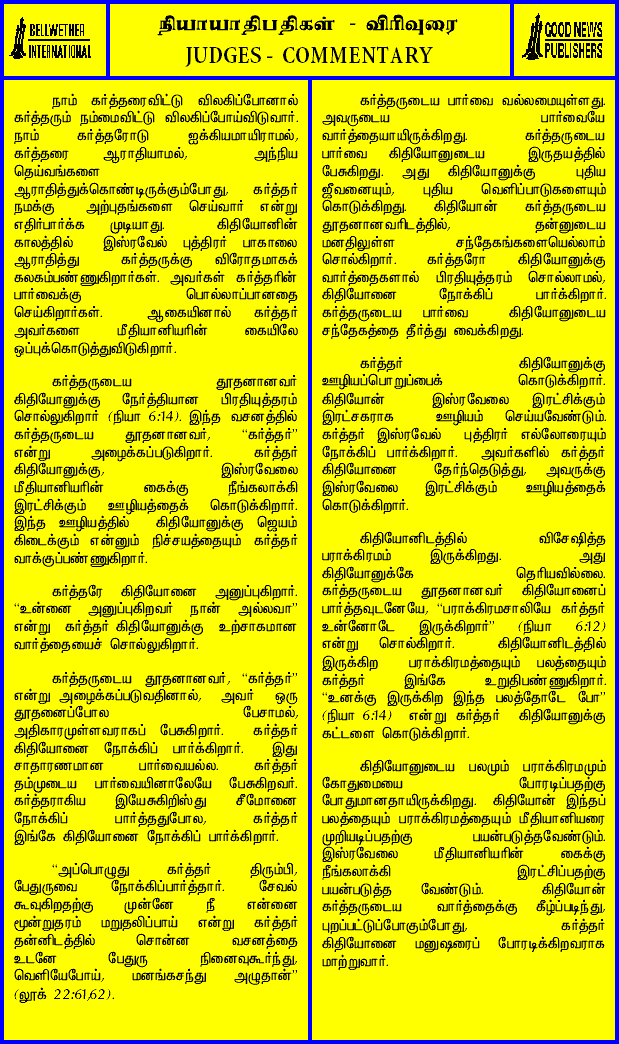 BELLWETHER
INTERNATIONAL
நியாயாதிபதிகள் - விரிவுரை
JUDGES - COMMENTARY
GOOD NEWS
PUBLISHERS
நாம் கர்த்தரைவிட்டு விலகிப்போனால்
கர்த்தரும் நம்மைவிட்டு விலகிப்போய்விடுவார்.
நாம் கர்த்தரோடு ஐக்கியமாயிராமல்,
கர்த்தரை ஆராதியாமல், அந்நிய
தெய்வங்களை
ஆராதித்துக்கொண்டிருக்கும்போது, கர்த்தர்
நமக்கு அற்புதங்களை செய்வார் என்று
எதிர்பார்க்க முடியாது. கிதியோனின்
காலத்தில் இஸ்ரவேல் புத்திரர் பாகாலை
ஆராதித்து கர்த்தருக்கு விரோதமாகக்
கலகம்பண்ணுகிறார்கள். அவர்கள் கர்த்தரின்
பார்வைக்கு பொல்லாப்பானதை
செய்கிறார்கள். ஆகையினால் கர்த்தர்
அவர்களை மீதியானியரின் கையிலே
ஒப்புக்கொடுத்துவிடுகிறார்.
கர்த்தருடைய தூதனானவர்
கிதியோனுக்கு நேர்த்தியான பிரதியுத்தரம்
சொல்லுகிறார் (நியா 6:14). இந்த வசனத்தில்
கர்த்தருடைய தூதனானவர், “கர்த்தர்”
என்று அழைக்கப்படுகிறார். கர்த்தர்
கிதியோனுக்கு, இஸ்ரவேலை
மீதியானியரின் கைக்கு நீங்கலாக்கி
இரட்சிக்கும் ஊழியத்தைக் கொடுக்கிறார்.
இந்த ஊழியத்தில் கிதியோனுக்கு ஜெயம்
கிடைக்கும் என்னும் நிச்சயத்தையும் கர்த்தர்
வாக்குப்பண்ணுகிறார்.
கர்த்தரே கிதியோனை அனுப்புகிறார்.
“உன்னை அனுப்புகிறவர் நான் அல்லவா”
என்று கர்த்தர் கிதியோனுக்கு உற்சாகமான
வார்த்தையைச் சொல்லுகிறார்.
கர்த்தருடைய தூதனானவர், “கர்த்தர்”
என்று அழைக்கப்படுவதினால், அவர் ஒரு
தூதனைப்போல பேசாமல்,
அதிகாரமுள்ளவராகப் பேசுகிறார். கர்த்தர்
கிதியோனை நோக்கிப் பார்க்கிறார். இது
சாதாரணமான பார்வையல்ல. கர்த்தர்
தம்முடைய பார்வையினாலேயே பேசுகிறவர்.
கர்த்தராகிய இயேசுகிறிஸ்து சீமோனை
நோக்கிப் பார்த்ததுபோல, கர்த்தர்
இங்கே கிதியோனை நோக்கிப் பார்க்கிறார்.
“அப்பொழுது கர்த்தர் திரும்பி,
பேதுருவை நோக்கிப்பார்த்தார். சேவல்
கூவுகிறதற்கு முன்னே நீ என்னை
மூன்றுதரம் மறுதலிப்பாய் என்று கர்த்தர்
தன்னிடத்தில் சொன்ன வசனத்தை
உடனே பேதுரு நினைவுகூர்ந்து,
வெளியேபோய், மனங்கசந்து அழுதான்”
(லூக் 22:61,62).
கர்த்தருடைய பார்வை வல்லமையுள்ளது.
அவருடைய பார்வையே
வார்த்தையாயிருக்கிறது. கர்த்தருடைய
பார்வை கிதியோனுடைய இருதயத்தில்
பேசுகிறது. அது கிதியோனுக்கு புதிய
ஜீவனையும், புதிய வெளிப்பாடுகளையும்
கொடுக்கிறது. கிதியோன் கர்த்தருடைய
தூதனானவரிடத்தில், தன்னுடைய
மனதிலுள்ள சந்தேகங்களையெல்லாம்
சொல்கிறார். கர்த்தரோ கிதியோனுக்கு
வார்த்தைகளால் பிரதியுத்தரம் சொல்லாமல்,
கிதியோனை நோக்கிப் பார்க்கிறார்.
கர்த்தருடைய பார்வை கிதியோனுடைய
சந்தேகத்தை தீர்த்து வைக்கிறது.
கர்த்தர் கிதியோனுக்கு
ஊழியப்பொறுப்பைக் கொடுக்கிறார்.
கிதியோன் இஸ்ரவேலை இரட்சிக்கும்
இரட்சகராக ஊழியம் செய்யவேண்டும்.
கர்த்தர் இஸ்ரவேல் புத்திரர் எல்லோரையும்
நோக்கிப் பார்க்கிறார். அவர்களில் கர்த்தர்
கிதியோனை தேர்ந்தெடுத்து, அவருக்கு
இஸ்ரவேலை இரட்சிக்கும் ஊழியத்தைக்
கொடுக்கிறார்.
கிதியோனிடத்தில் விசேஷித்த
பராக்கிரமம் இருக்கிறது. அது
கிதியோனுக்கே தெரியவில்லை.
கர்த்தருடைய தூதனானவர் கிதியோனைப்
பார்த்தவுடனேயே, “பராக்கிரமசாலியே கர்த்தர்
உன்னோடே இருக்கிறார்” (நியா 6:12)
என்று சொல்கிறார். கிதியோனிடத்தில்
இருக்கிற பராக்கிரமத்தையும் பலத்தையும்
கர்த்தர் இங்கே உறுதிபண்ணுகிறார்.
“உனக்கு இருக்கிற இந்த பலத்தோடே போ”
(நியா 6:14) என்று கர்த்தர் கிதியோனுக்கு
கட்டளை கொடுக்கிறார்.
கிதியோனுடைய பலமும் பராக்கிரமமும்
கோதுமையை போரடிப்பதற்கு
போதுமானதாயிருக்கிறது. கிதியோன் இந்தப்
பலத்தையும் பராக்கிரமத்தையும் மீதியானியரை
முறியடிப்பதற்கு பயன்படுத்தவேண்டும்.
இஸ்ரவேலை மீதியானியரின் கைக்கு
நீங்கலாக்கி இரட்சிப்பதற்கு
பயன்படுத்த வேண்டும். கிதியோன்
கர்த்தருடைய வார்த்தைக்கு கீழ்ப்படிந்து,
புறப்பட்டுப்போகும்போது, கர்த்தர்
கிதியோனை மனுஷரைப் போரடிக்கிறவராக
மாற்றுவார்.